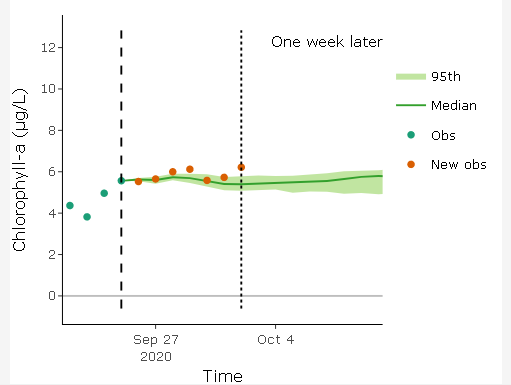 One week later
12
10
8
6
4
2
0
Chlorophyll-a (μg/L)
Sep 27
2020
Oct 4
Time
95th
Median
Obs
New obs